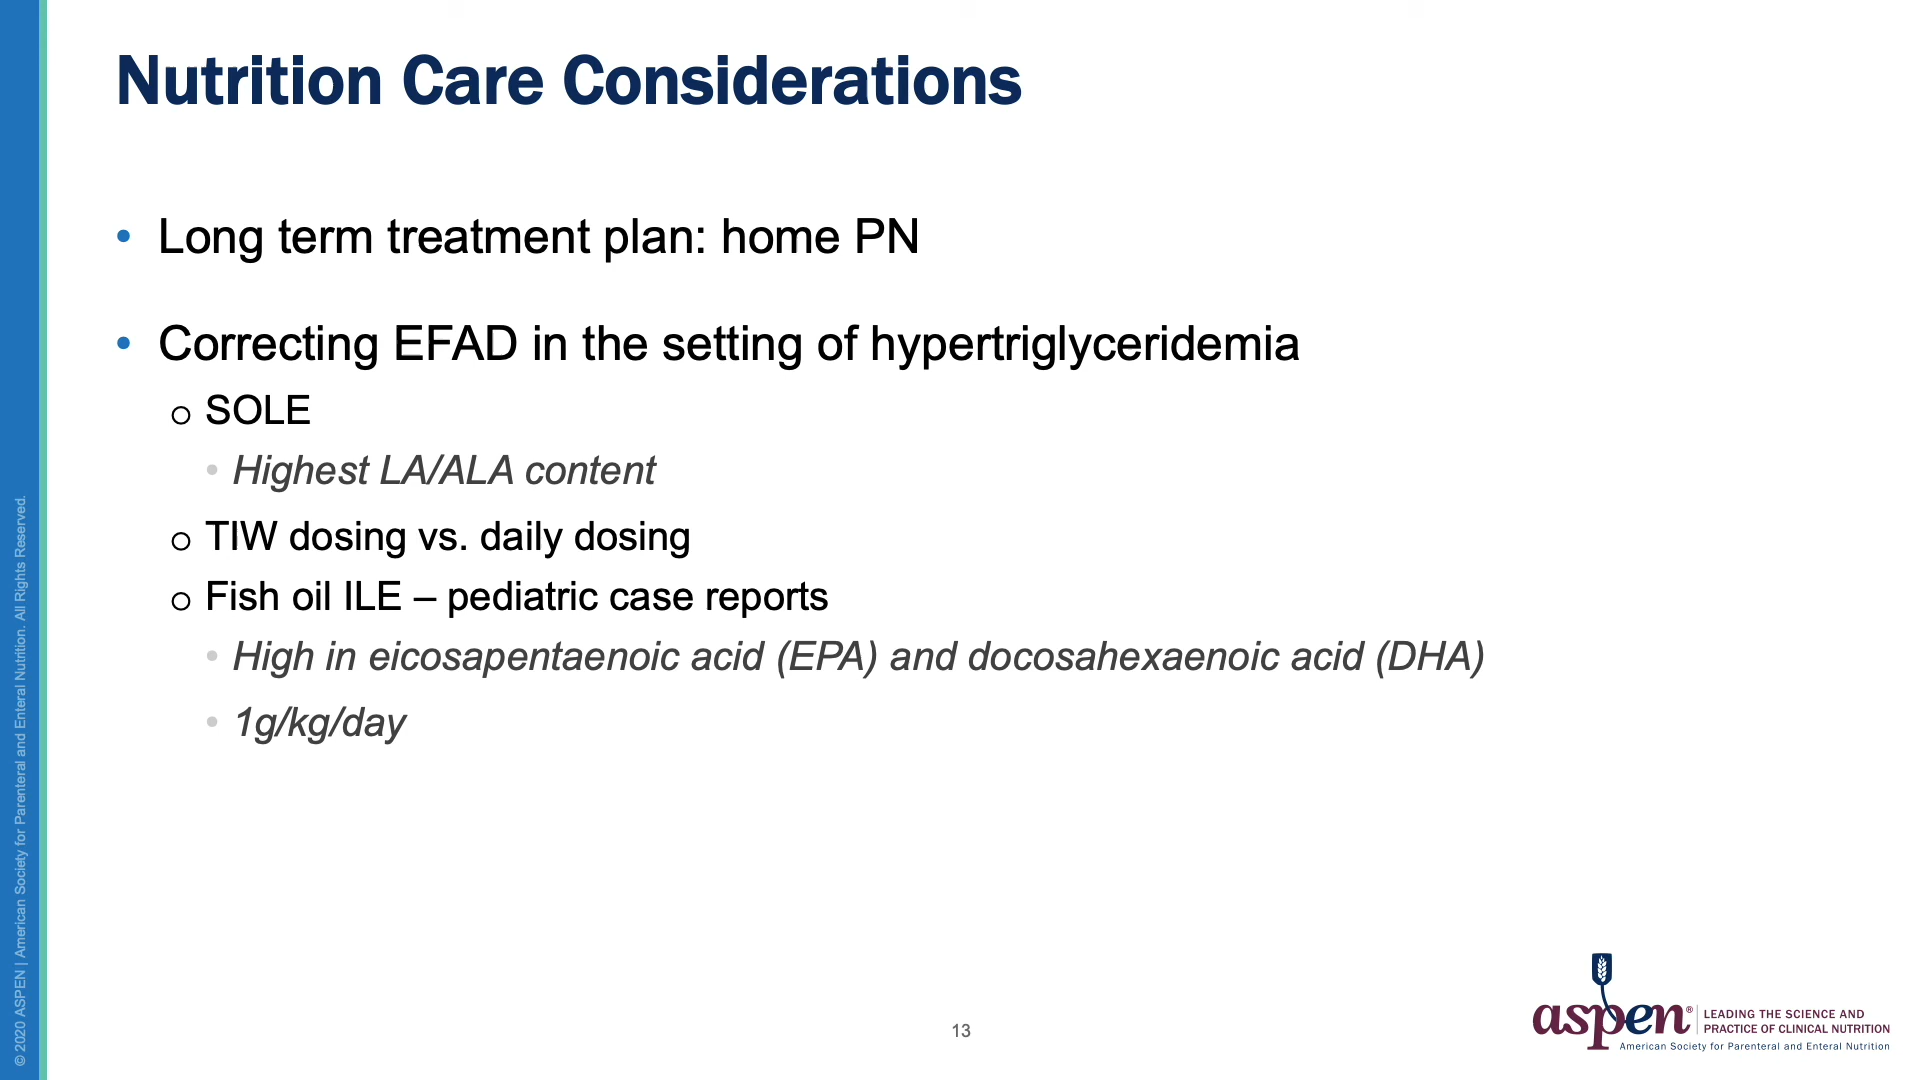 Nutrition Care Considerations
• Long term treatment plan: home PN
• Correcting EFAD in the setting of hypertriglyceridemia
o SOLE
• Highest LA/ALA content
o TIW dosing vs. daily dosing
o Fish oil ILE – pediatric case reports
• High in eicosapentaenoic acid (EPA) and docosahexaenoic acid (DHA)
• 1g/kg/day
© 2020 ASPEN | American Society for Parenteral and Enteral Nutrition. All Rights Reserved.
13
aspen®
LEADING THE SCIENCE AND
PRACTICE OF CLINICAL NUTRITION
American Society for Parenteral and Enteral Nutrition